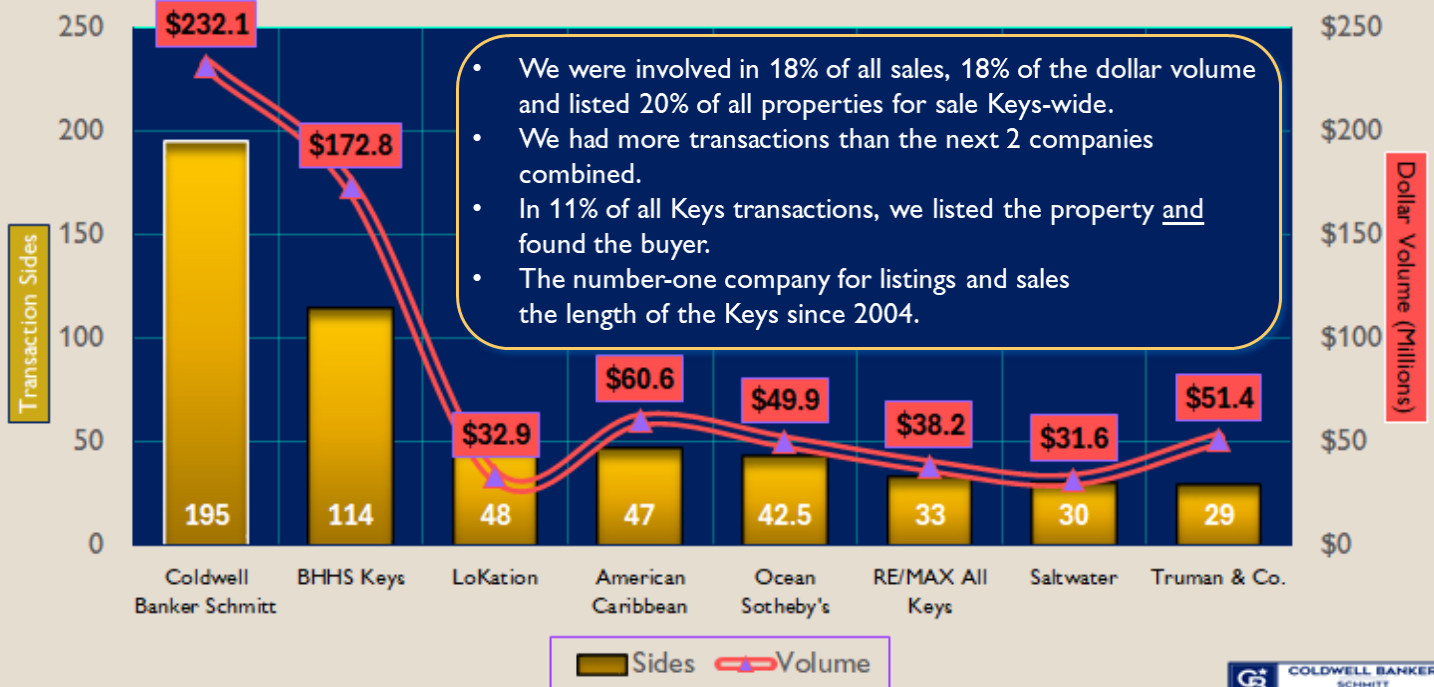 $232.1
$172.8
$32.9
$60.6
$49.9
$38.2
$31.6
$51.4
• We were involved in 18% of all sales, 18% of the dollar volume
and listed 20% of all properties for sale Keys-wide.
• We had more transactions than the next 2 companies
combined.
• In 11% of all Keys transactions, we listed the property and
found the buyer.
• The number-one company for listings and sales
the length of the Keys since 2004.
250
200
150
100
50
0
Transaction Sides
$250
$200
$150
$100
$50
$0
Dollar Volume (Millions)
195
114
48
47
42.5
33
30
29
Coldwell
Banker Schmitt
BHHS Keys
LoKation
American
Caribbean
Ocean
Sotheby's
RE/MAX All
Keys
Saltwater
Truman & Co.
Sides
Volume
CB
COLDWELL BANKER
SCHMITT